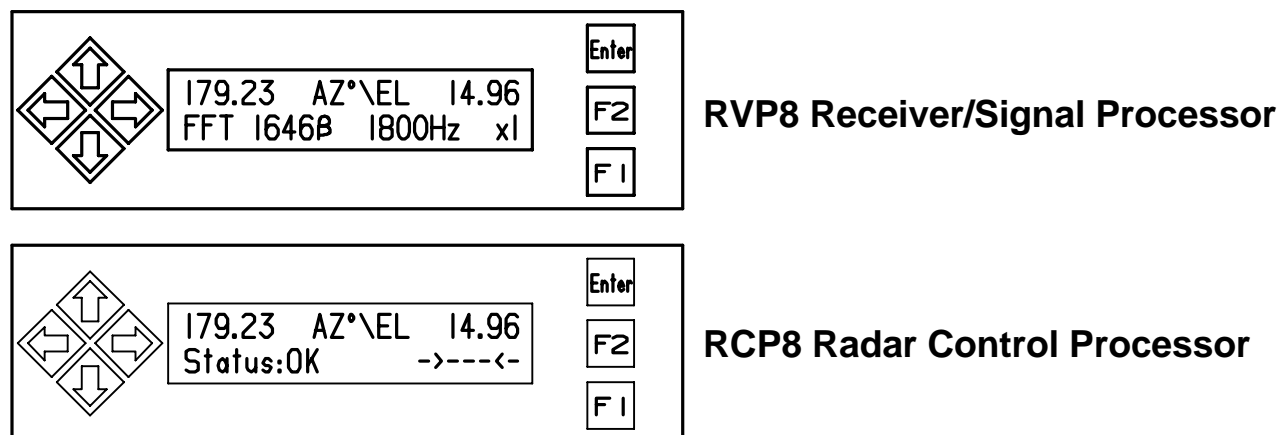 Enter
179.23 AZ°\EL 14.96
FFT 1646β 1800Hz x1
F2
F1
RVP8 Receiver/Signal Processor
Enter
179.23 AZ°\EL 14.96
Status:OK ->---<-
F2
F1
RCP8 Radar Control Processor